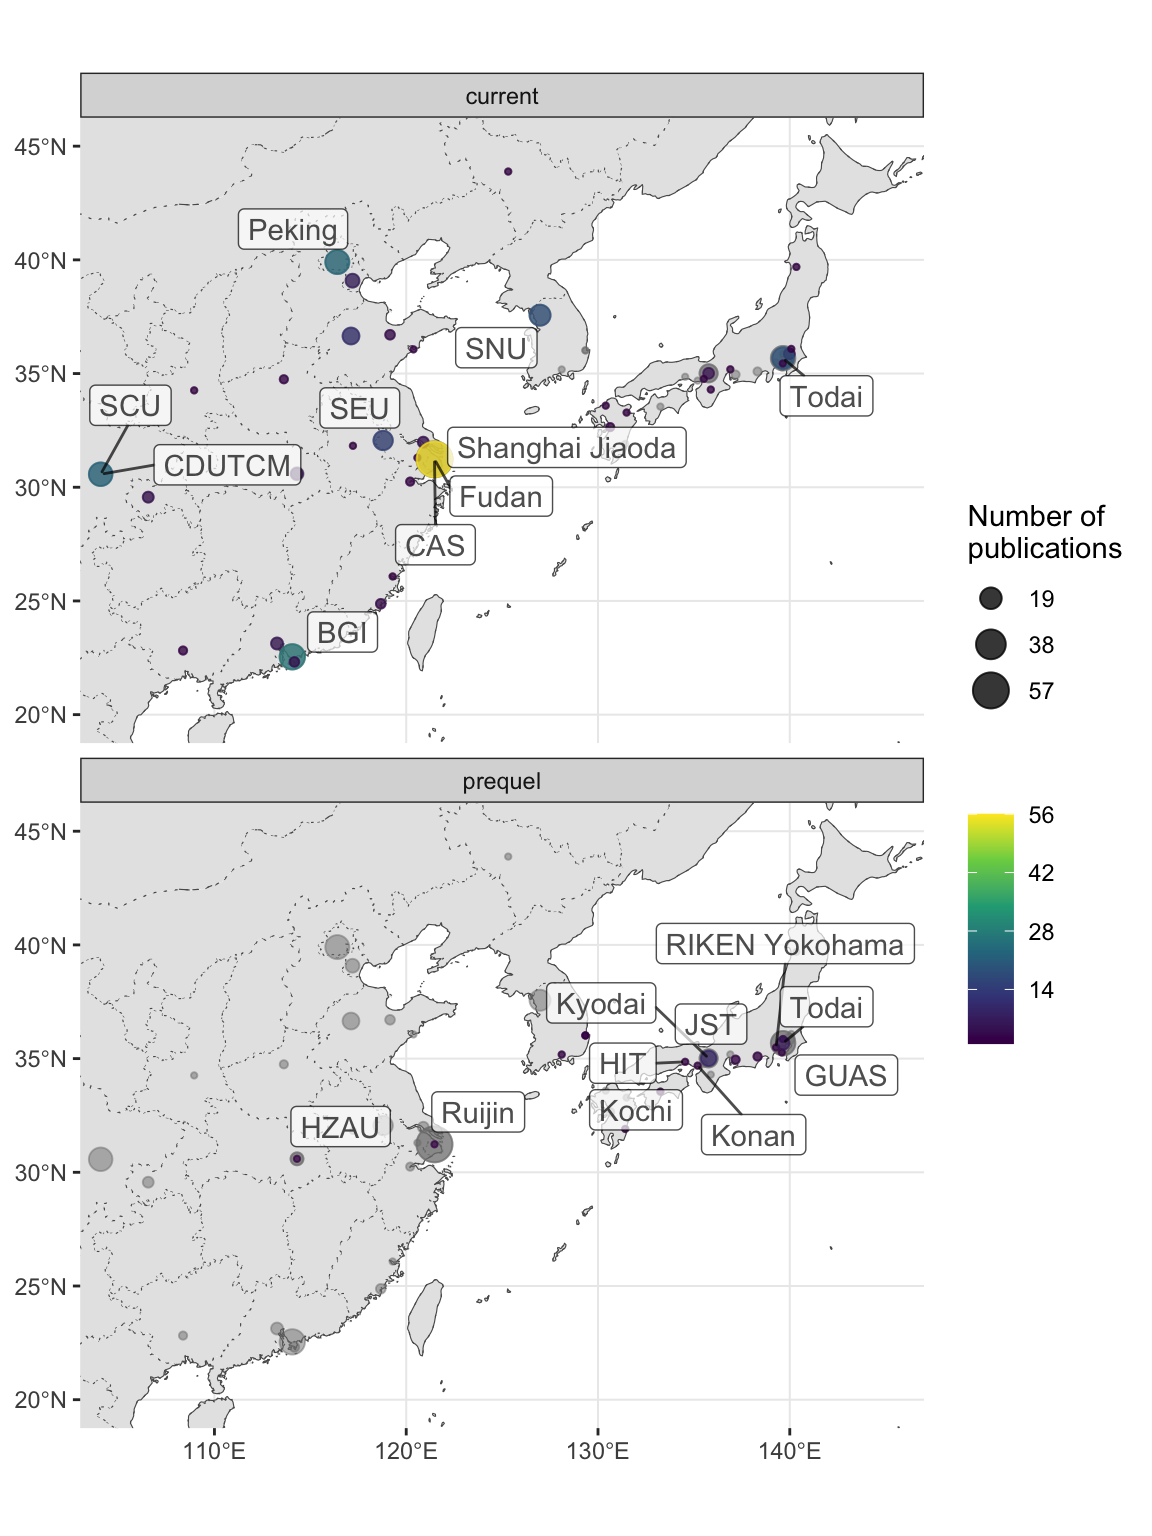 current
45°N
40°N
35°N
30°N
25°N
20°N
Peking
SNU
SCU
SEU
Todai
CDUTCM
Shanghai Jiaoda
Fudan
CAS
BGI
prequel
45°N
40°N
35°N
30°N
25°N
20°N
RIKEN Yokohama
Kyodai
Todai
JST
HIT
GUAS
Kochi
Ruijin
HZAU
Konan
110°E
120°E
130°E
140°E
Number of
publications
19
38
57
56
42
28
14